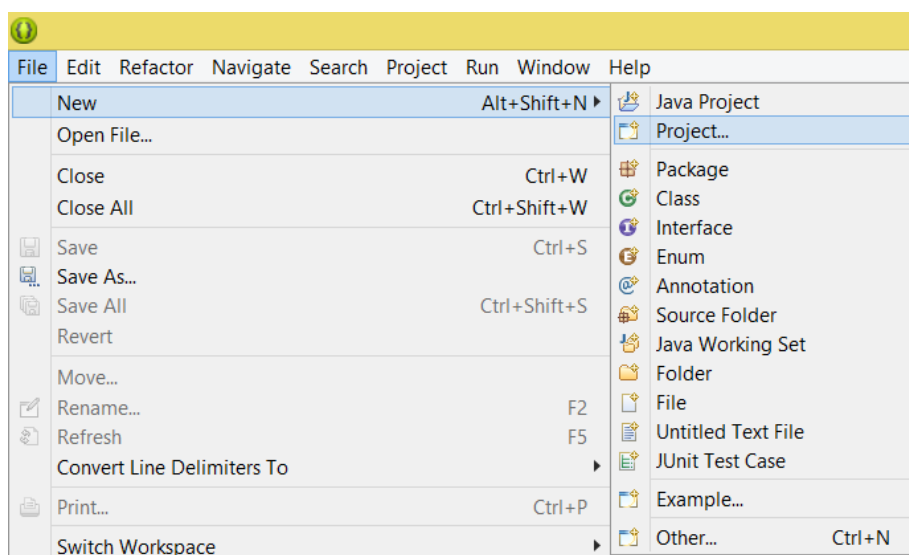 File Edit Refactor Navigate Search Project Run Window Help
New Alt+Shift+N
Open File...
Close Ctrl+W
Close All Ctrl+Shift+W
Save Ctrl+S
Save As...
Save All Ctrl+Shift+S
Revert
Move...
Rename... F2
Refresh F5
Convert Line Delimiters To
Print... Ctrl+P
Switch Workspace
Java Project
Project...
Package
Class
Interface
Enum
Annotation
Source Folder
Java Working Set
Folder
File
Untitled Text File
JUnit Test Case
Example...
Other... Ctrl+N